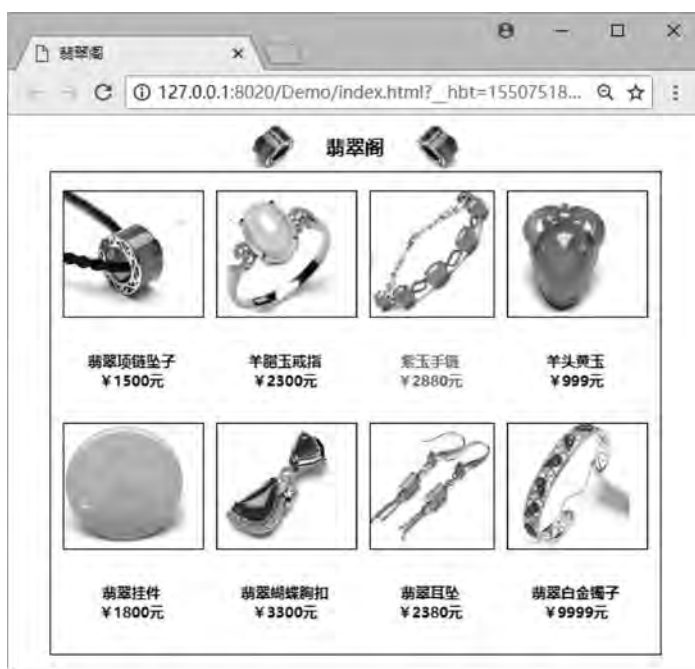 翡翠阁
127.0.0.1:8020/Demo/index.html?__hbt=15507518...
翡翠阁
翡翠项链坠子 羊脂玉戒指 紫玉手链 羊头黄玉
￥1500元 ￥2300元 ￥2880元 ￥999元
翡翠挂件 翡翠蝴蝶胸扣 翡翠耳坠 翡翠白金镯子
￥1800元 ￥3300元 ￥2380元 ￥9999元